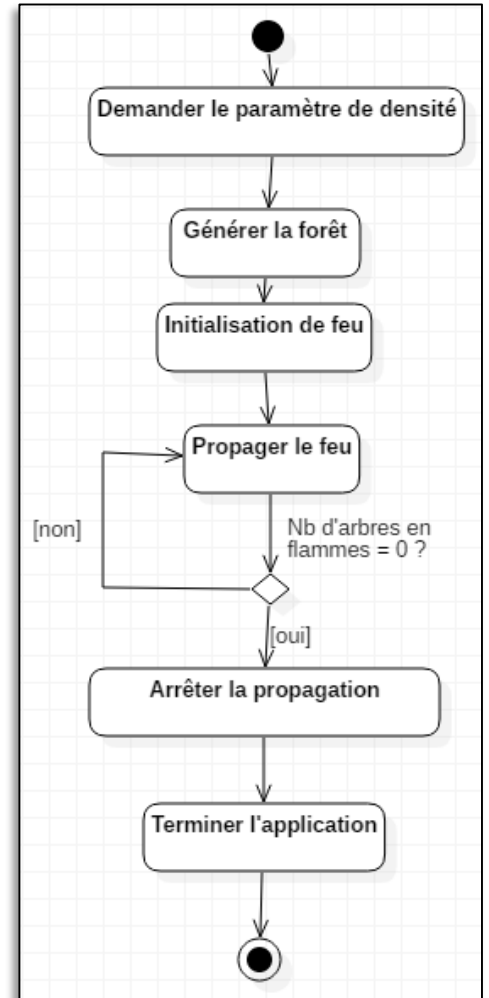 Demander le paramètre de densité
Générer la forêt
Initialisation de feu
Propager le feu
[non]
Nb d'arbres en
flammes = 0 ?
[oui]
Arrêter la propagation
Terminer l'application